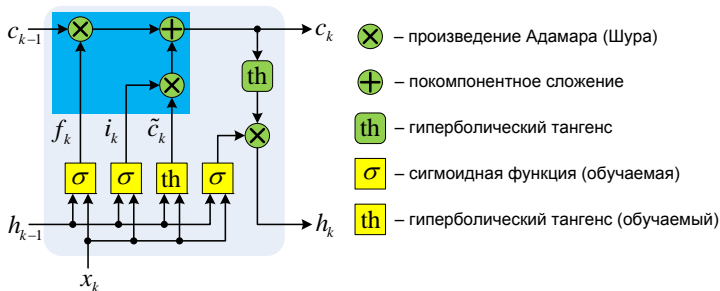 c_{k-1} × + c_k
th
×
f_k i_k c̃_k ×
σ σ th σ
h_{k-1} h_k
x_k
× – произведение Адамара (Шура)
+ – покомпонентное сложение
th – гиперболический тангенс
σ – сигмоидная функция (обучаемая)
th – гиперболический тангенс (обучаемый)